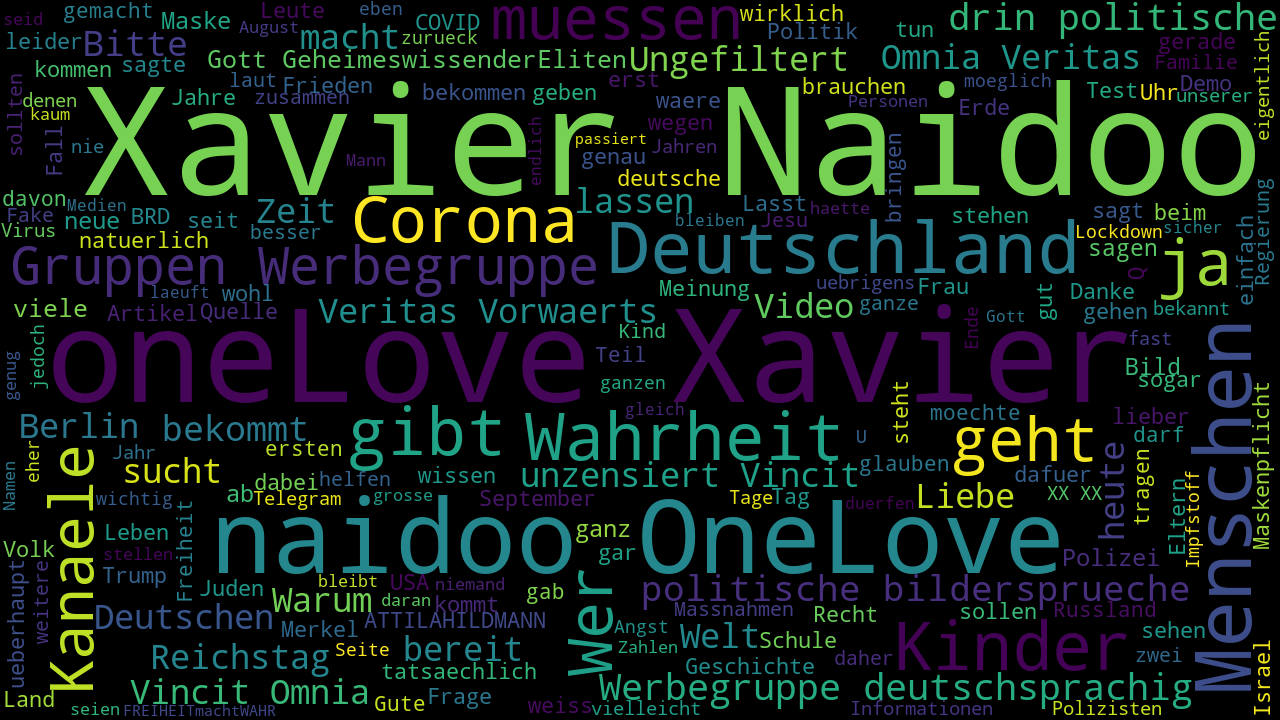 seid
gemacht
Maske
Leute
eben
August
COVID
muessen
wirklich
Politik
tun
drin politische
leider
Bitte
sagte
macht
zurueck
Gott GeheimeswissenderEliten
Ungefiltert
Omnia Veritas
gerade
Familie
eigentlich
kommen
laut
Frieden
erst
brauchen
moeglich
Demo
denen
kaum
Jahre
zusammen
bekommen
geben
waere
Personen
Erde
Test
Uhr
unserer
sollten
Xavier Naidoo
Fall
nie
Mann
endlich
passiert
genau
wegen
Jahren
bringen
davon
Medien
deutsche
Fake
neue
BRD
seit
Zeit
Corona
lassen
Lasst
Jesu
haette
stehen
sagt
beim
Regierung
Virus
natuerlich
besser
bleiben
Deutschland
Lockdown
sicher
sagen
einfach
Gruppen Werbegruppe
ja
Q
laeuft
wohl
Meinung
uebrigens
Frau
gut
Danke
viele
Artikel
Quelle
Veritas Vorwaerts
Video
ganze
gehen
bekannt
Kind
Ende
Gott
jedoch
oneLove Xavier
Teil
fast
genug
ganzen
Bild
sogar
Menschen
Berlin
bekommt
gibt
gleich
Wahrheit
U
steht
moechte
geht
lieber
darf
Maskenpflicht
eher
Jahr
ersten
sucht
wissen
unzensiert Vincit
glauben
dafuer
heute
tragen
Namen
Kanaele
wichtig
ab
dabei
helfen
Telegram
grosse
September
Tage
Tag
duerfen
Liebe
XX XX
Eltern
Impfstoff
Leben
Freiheit
naidoo OneLove
ganz
Volk
stellen
gar
Polizei
ueberhaupt
weiterer
Trump
Juden
bleibt
USA
niemand
Wer
politische bildersprueche
Deutschen
Warum
daran
kommt
gab
Massnahmen
Recht
sollen
Russland
Merkel
ATTILAHILDMANN
Angst
Zahlen
Welt
Schule
Kinder
sehen
Reichstag
Seite
bereit
tatsaechlich
Geschichte
daher
zwei
Israel
Land
Vincit Omnia
Gute
Frage
Werbegruppe deutschsprachig
seien
FREIHEITmachtWAHR
weiss
vielleicht
Informationen
Polizisten